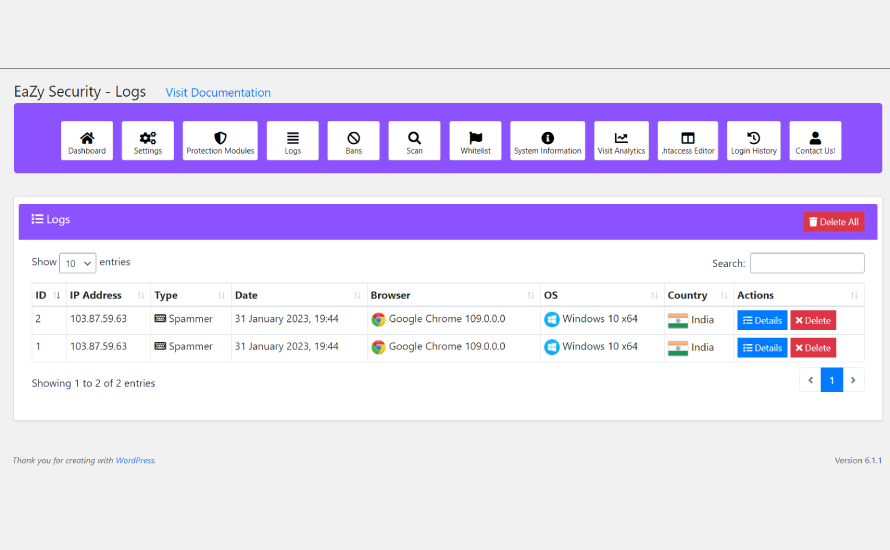 EaZy Security - Logs Visit Documentation
Dashboard Settings Protection Modules Logs Bans Scan Whitelist System Information Visit Analytics .htaccess Editor Login History Contact Us!
Logs Delete All
Show 10 entries Search:
ID IP Address Type Date Browser OS Country Actions
2 103.87.59.63 Spammer 31 January 2023, 19:44 Google Chrome 109.0.0.0 Windows 10 x64 India Details Delete
1 103.87.59.63 Spammer 31 January 2023, 19:44 Google Chrome 109.0.0.0 Windows 10 x64 India Details Delete
Showing 1 to 2 of 2 entries 1
Thank you for creating with WordPress. Version 6.1.1